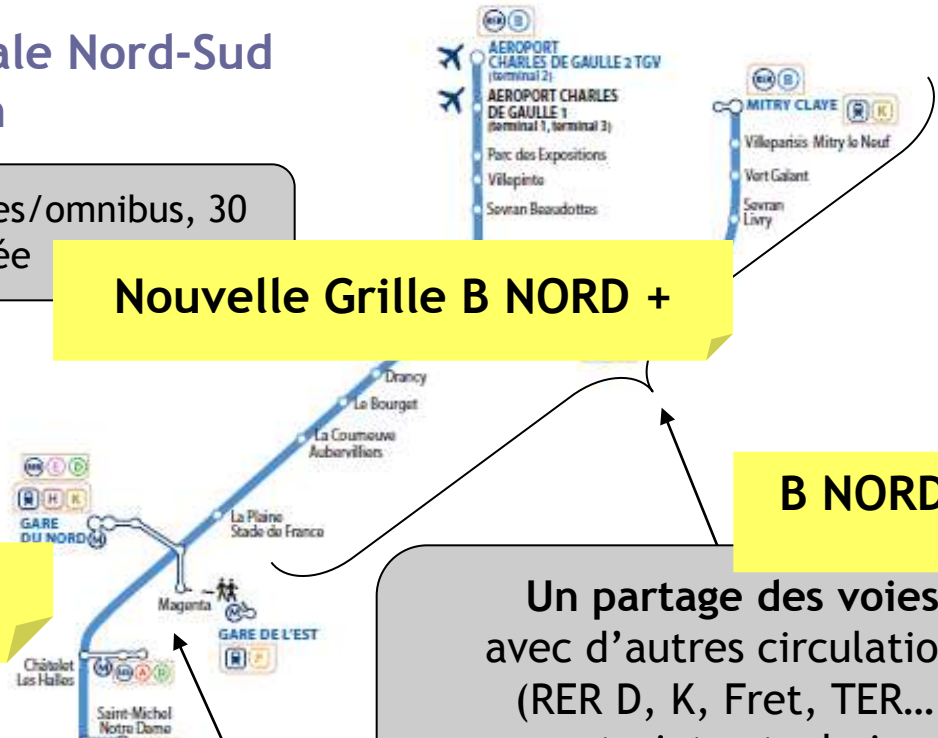 ale Nord-Sud
es/omnibus, 30
ée
Nouvelle Grille B NORD +
RER B
AEROPORT
CHARLES DE GAULLE 2 TGV
(terminal 2)
AEROPORT CHARLES
DE GAULLE 1
(terminal 1, terminal 3)
Parc des Expositions
Villepinte
Sevran Beaudottes
RER B
MITRY CLAYE K
Villeparisis Mitry le Neuf
Vert Galant
Sevran
Livry
Drancy
Le Bourget
La Courneuve
Aubervilliers
RER E D
H K
GARE
DU NORD M
La Plaine
Stade de France
Magenta
M
GARE DE L'EST
P
Châtelet
Les Halles
M RER A D
Saint-Michel
Notre Dame
B NORD
Un partage des voies
avec d'autres circulatio
(RER D, K, Fret, TER…